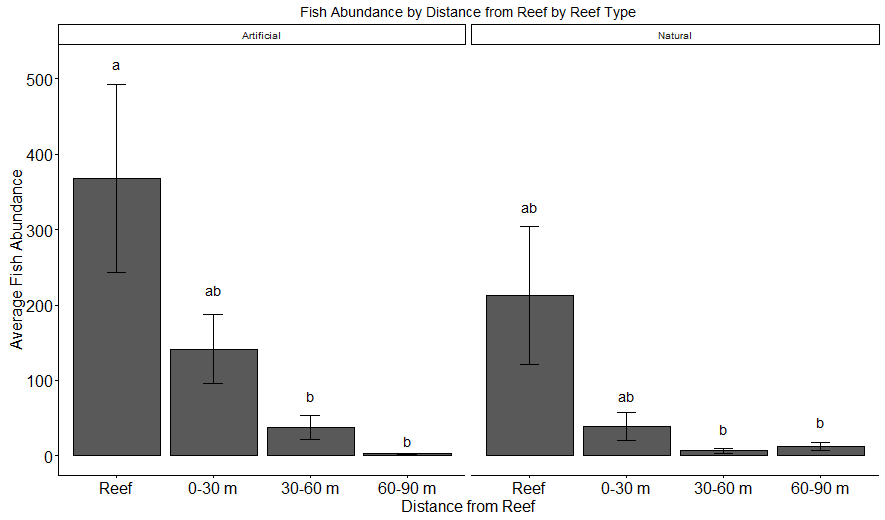 Fish Abundance by Distance from Reef by Reef Type
Artificial
Natural
Average Fish Abundance
500
400
300
200
100
0
a
ab
b
b
ab
ab
b
b
Reef 0-30 m 30-60 m 60-90 m
Reef 0-30 m 30-60 m 60-90 m
Distance from Reef